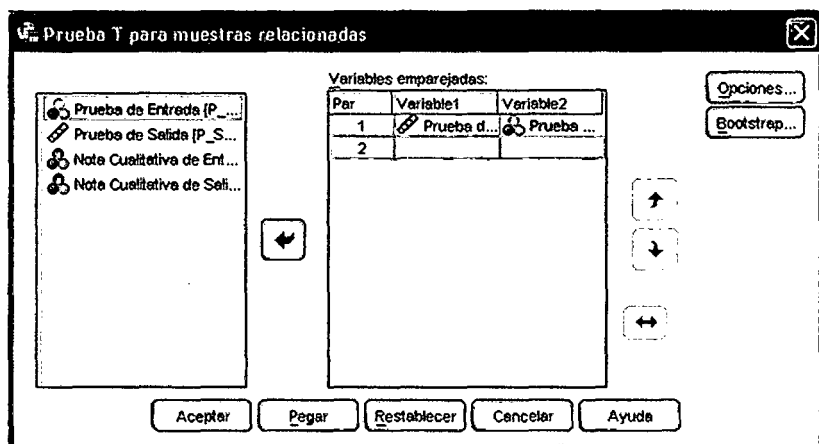 Prueba T para muestras relacionadas
Variables emparejadas:
Prueba de Entrada {P_...
Prueba de Salida {P_S...
Nota Cualitativa de Ent...
Nota Cualitativa de Sali...
Par Variable1 Variable2
1 Prueba d... Prueba ...
2
Opciones...
Bootstrap...
Aceptar Pegar Restablecer Cancelar Ayuda